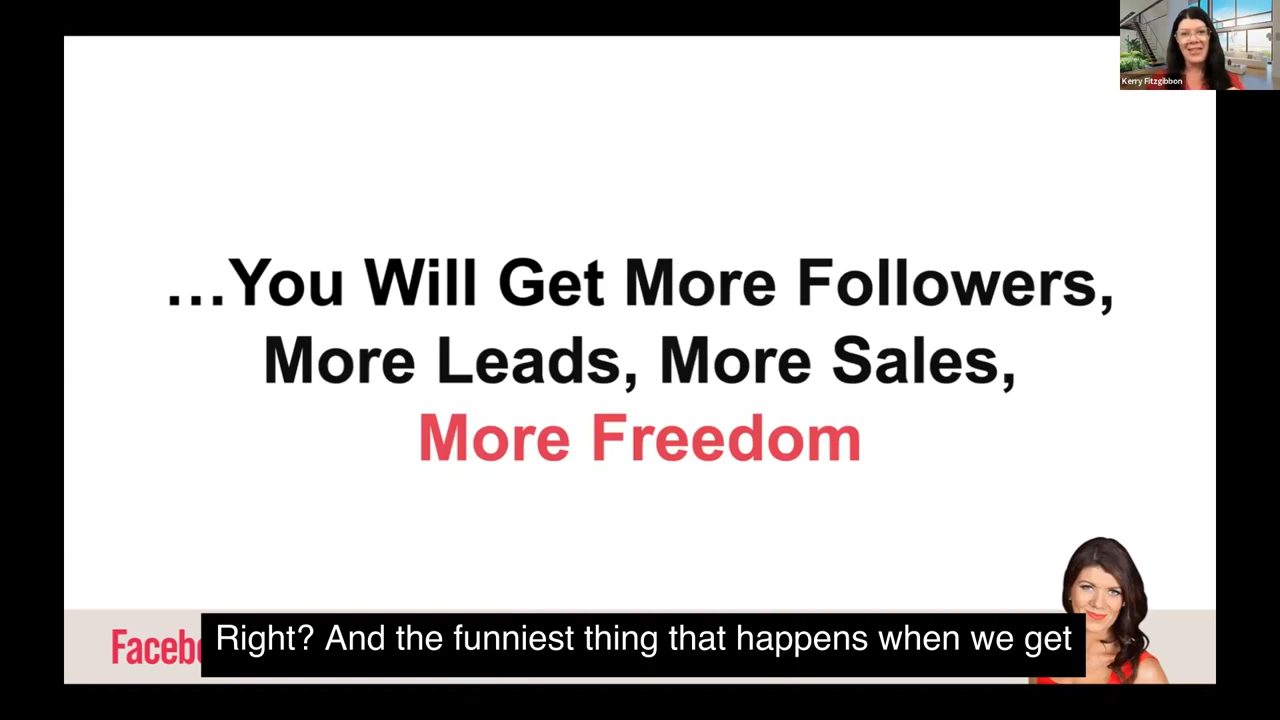 Kerry Fitzgibbon
...You Will Get More Followers,
More Leads, More Sales,
More Freedom
Right? And the funniest thing that happens when we get